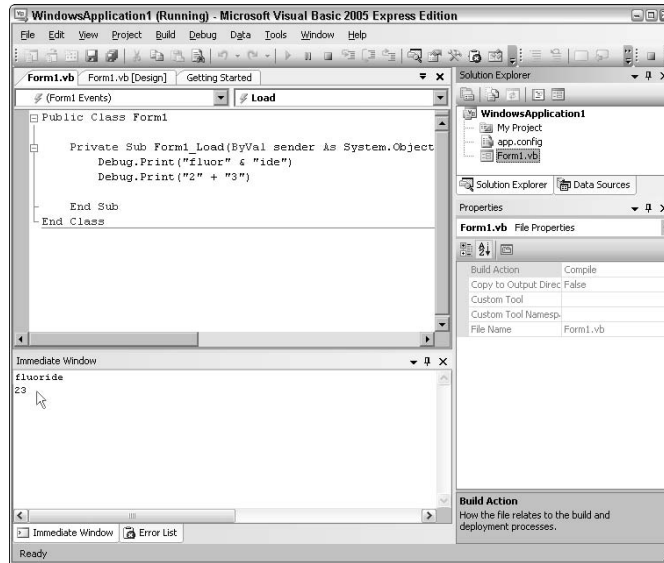 WindowsApplication1 (Running) - Microsoft Visual Basic 2005 Express Edition
File Edit View Project Build Debug Data Tools Window Help
Form1.vb Form1.vb [Design] Getting Started
(Form1 Events) Load
Public Class Form1
Private Sub Form1_Load(ByVal sender As System.Object
Debug.Print("fluor" & "ide")
Debug.Print("2" + "3")
End Sub
End Class
Immediate Window
fluoride
23
Immediate Window Error List
Ready
Solution Explorer
WindowsApplication1
My Project
app.config
Form1.vb
Solution Explorer Data Sources
Properties
Form1.vb File Properties
Build Action Compile
Copy to Output Direc False
Custom Tool
Custom Tool Namesp
File Name Form1.vb
Build Action
How the file relates to the build and
deployment processes.